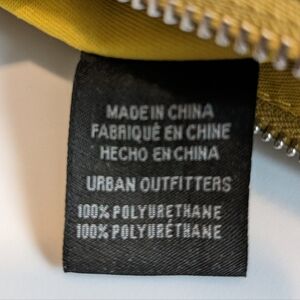 MADE IN CHINA
FABRIQUÉ EN CHINE
HECHO EN CHINA
URBAN OUTFITTERS
100% POLYURETHANE
100% POLYURÉTHANE